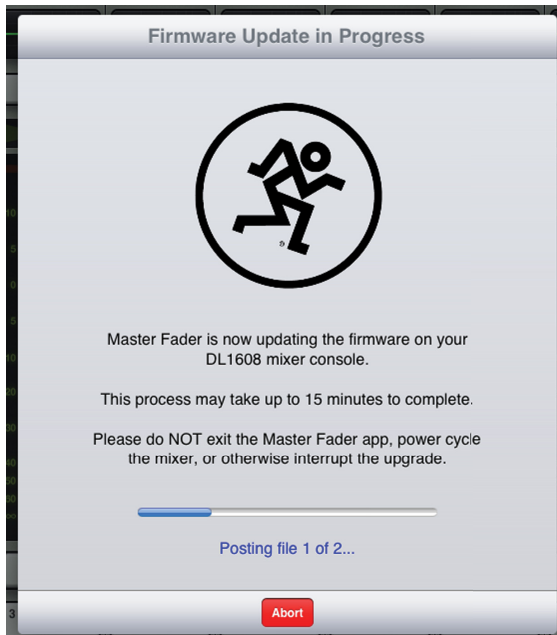 Firmware Update in Progress
®
Master Fader is now updating the firmware on your
DL1608 mixer console.
This process may take up to 15 minutes to complete.
Please do NOT exit the Master Fader app, power cycle
the mixer, or otherwise interrupt the upgrade.
Posting file 1 of 2...
Abort
3